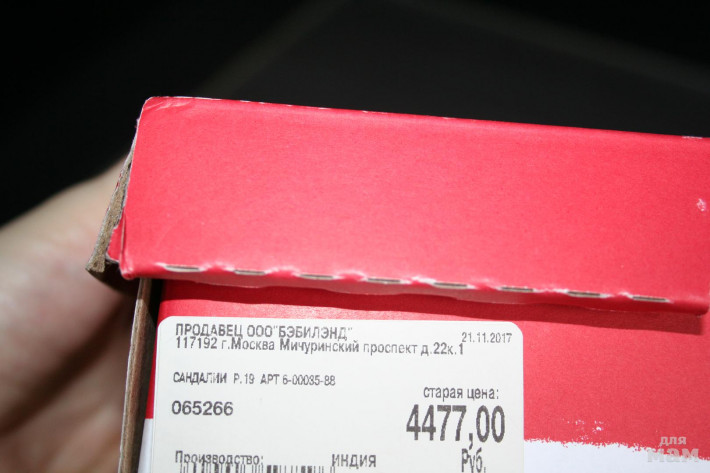 ПРОДАВЕЦ ООО"БЭБИЛЭНД"
21.11.2017
117192 г.Москва Мичуринский проспект д.22к.1
САНДАЛИИ Р.19 АРТ 6-00035-B8
065266
старая цена:
4477,00
Руб.
Производство: ИНДИЯ
для
мам